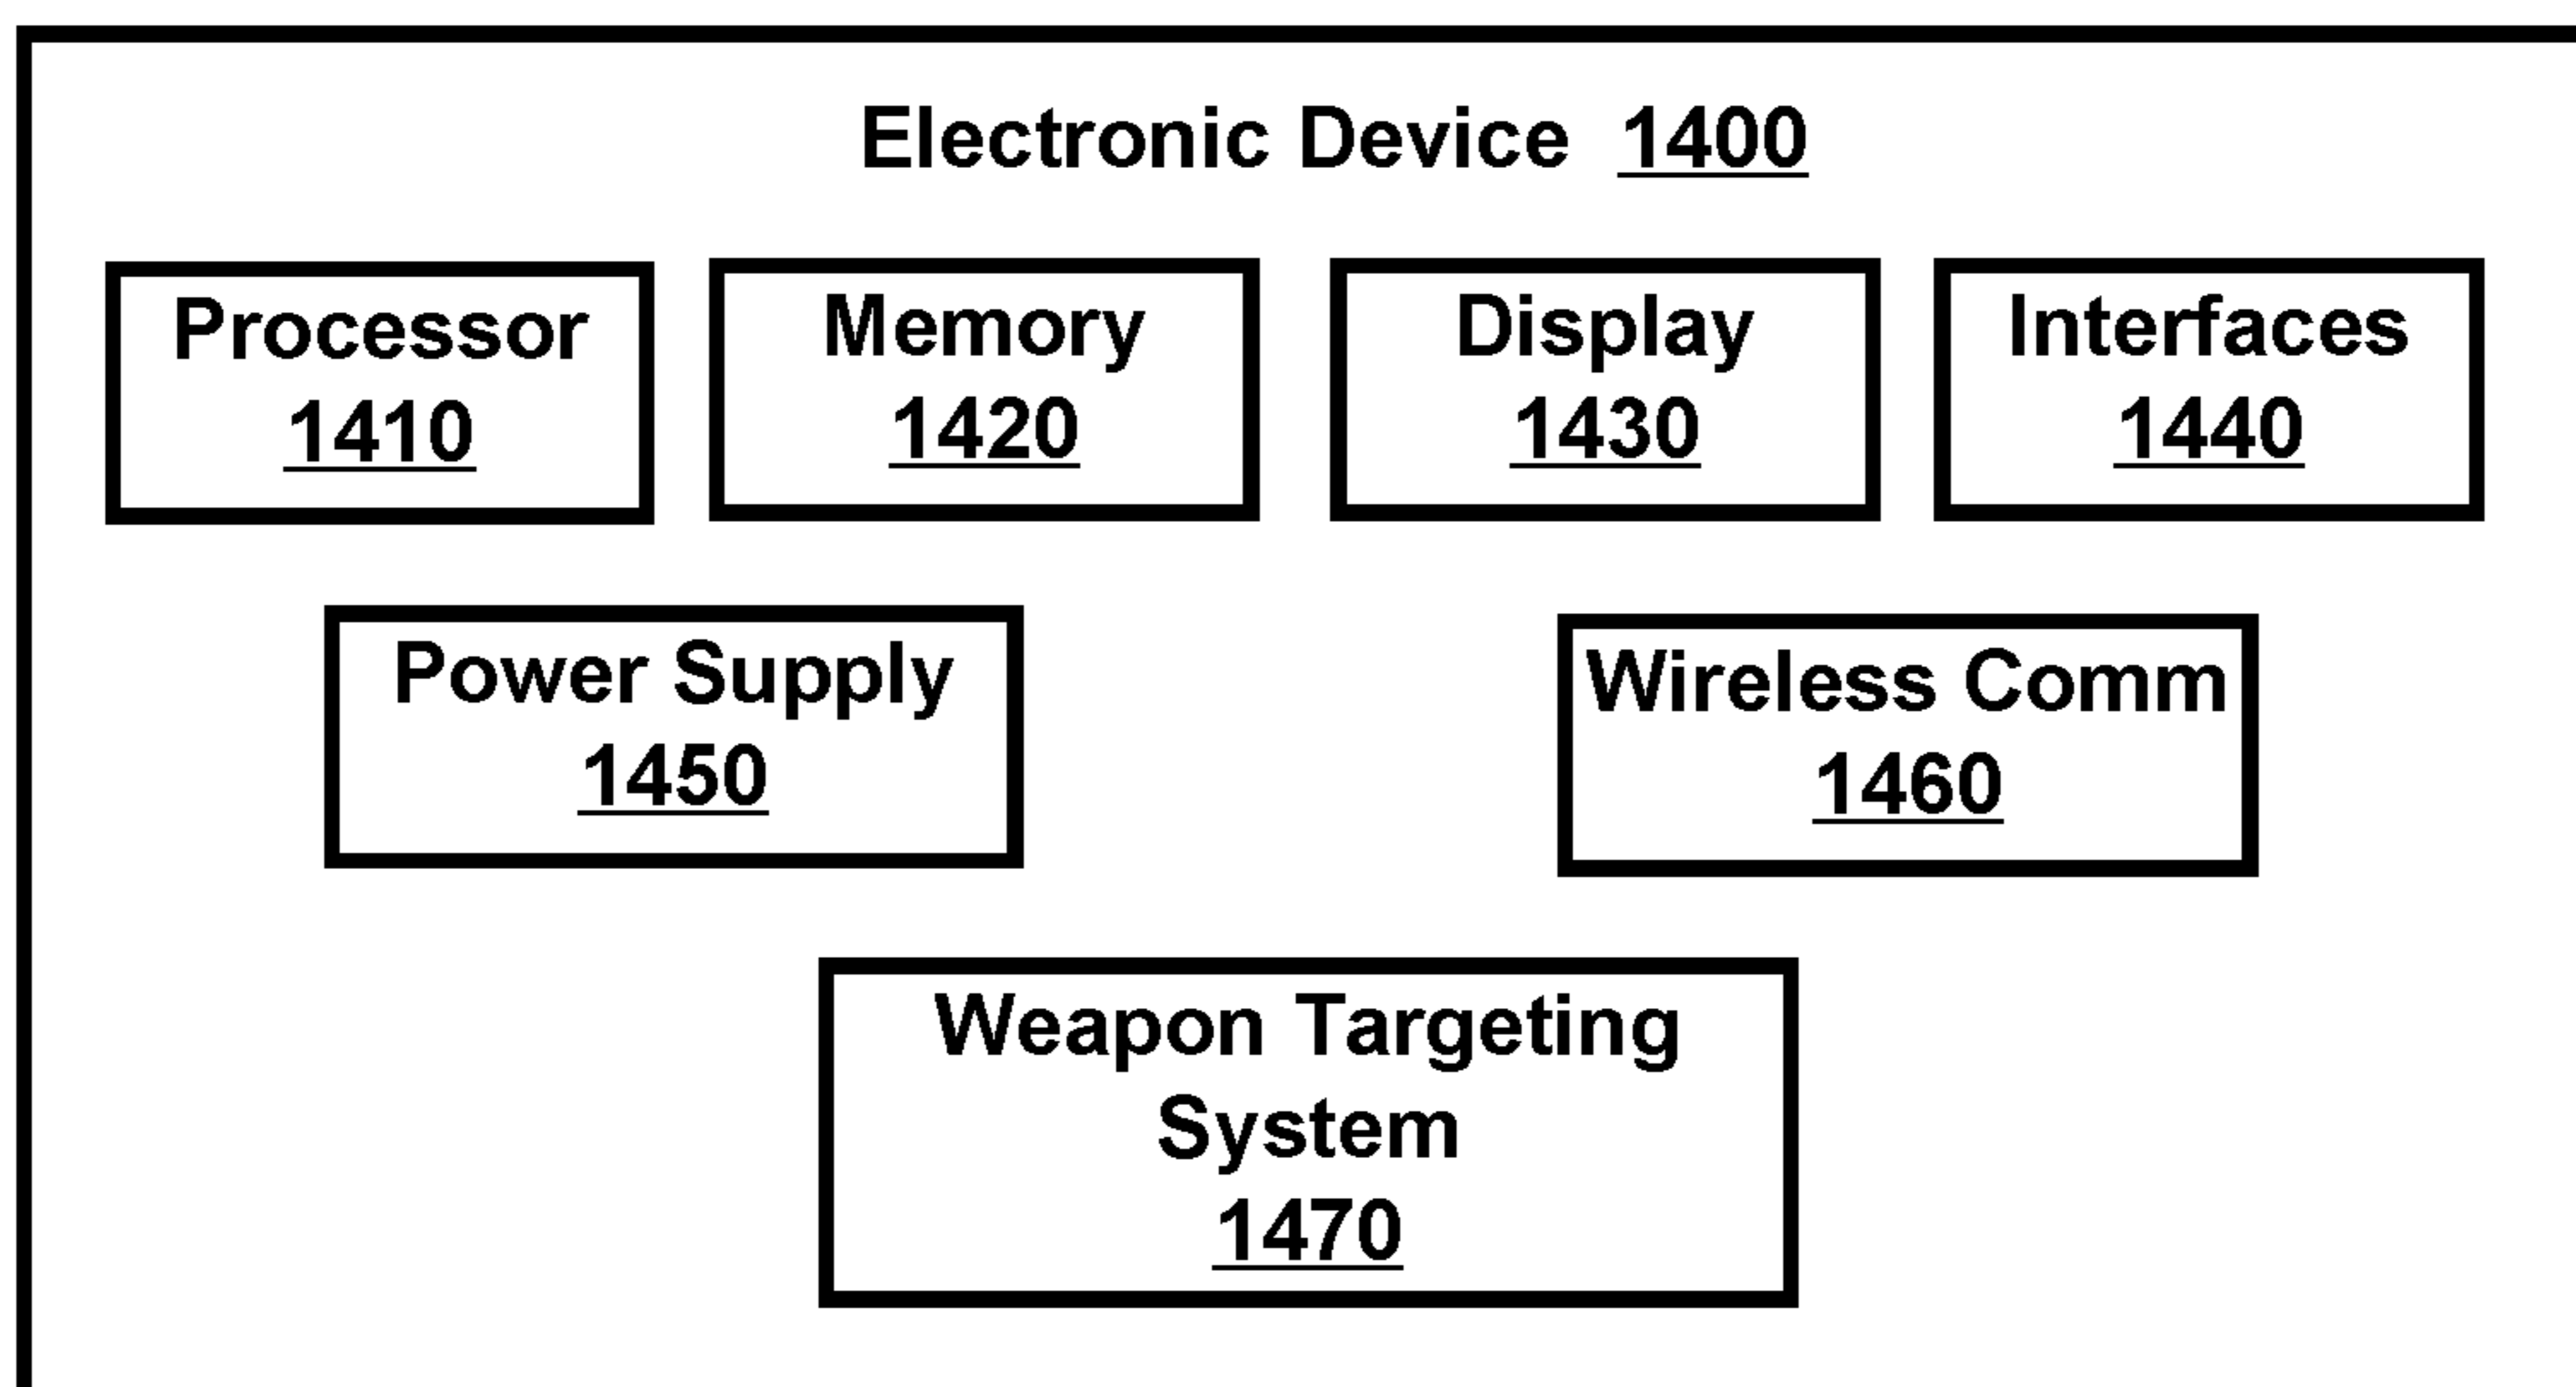 Electronic Device 1400
Processor
1410
Memory
1420
Display
1430
Interfaces
1440
Power Supply
1450
Wireless Comm
1460
Weapon Targeting
System
1470